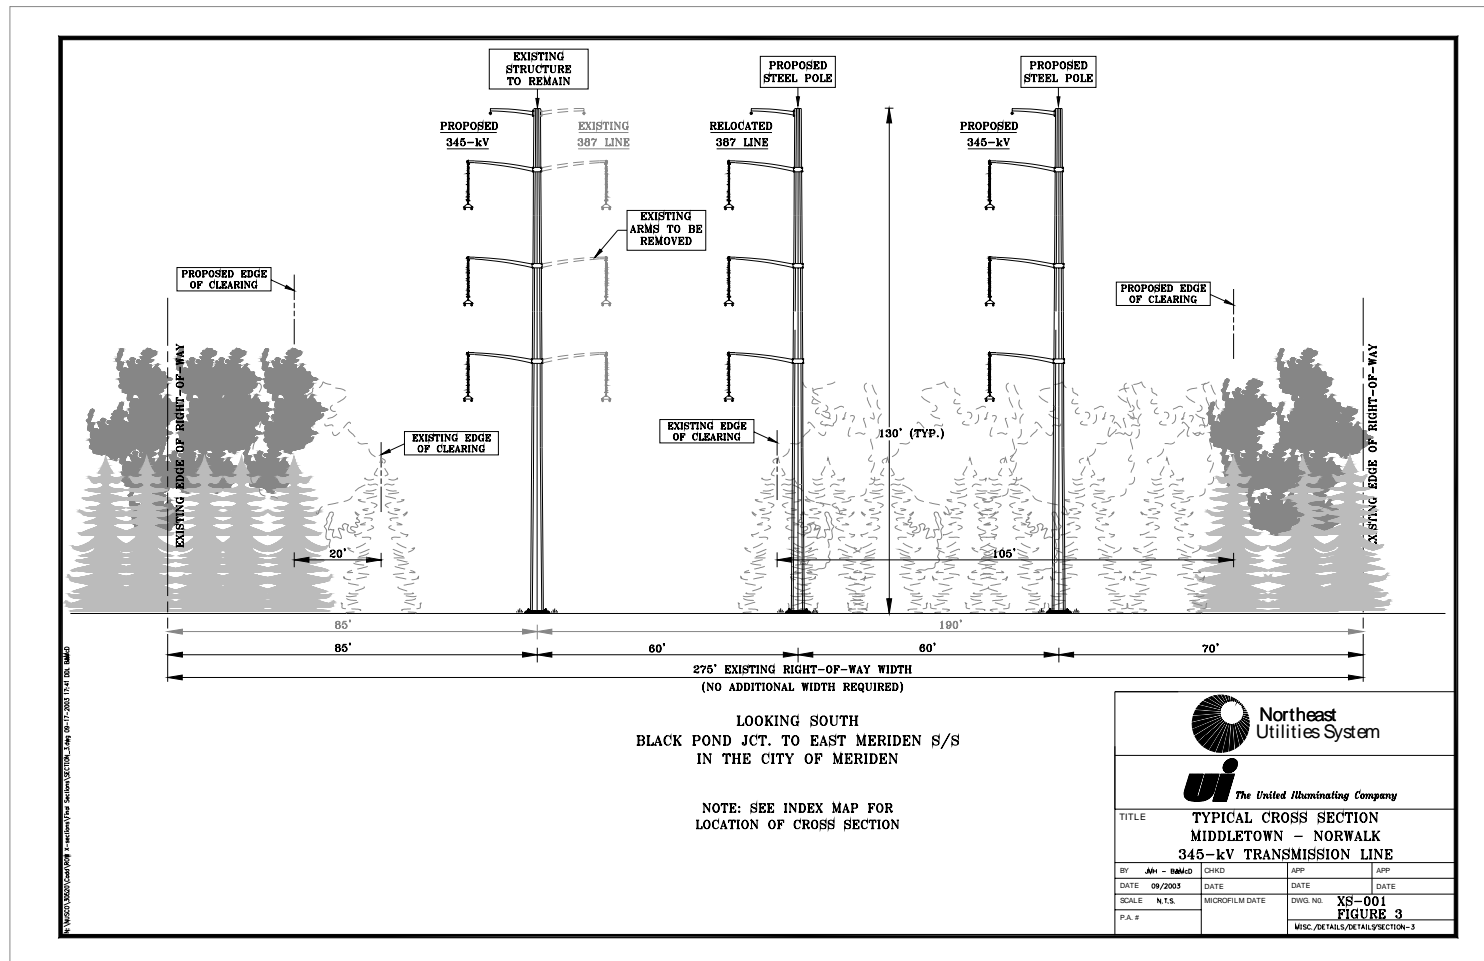 EXISTING
STRUCTURE
TO REMAIN
PROPOSED
STEEL POLE
PROPOSED
STEEL POLE
PROPOSED
345-kV
EXISTING
387 LINE
RELOCATED
387 LINE
PROPOSED
345-kV
EXISTING
ARMS TO BE
REMOVED
PROPOSED EDGE
OF CLEARING
PROPOSED EDGE
OF CLEARING
EXISTING EDGE OF RIGHT-OF-WAY
EXISTING EDGE OF RIGHT-OF-WAY
EXISTING EDGE
OF CLEARING
EXISTING EDGE
OF CLEARING
130' (TYP.)
20'
105'
85'
190'
85'
60'
60'
70'
275' EXISTING RIGHT-OF-WAY WIDTH
(NO ADDITIONAL WIDTH REQUIRED)
LOOKING SOUTH
BLACK POND JCT. TO EAST MERIDEN S/S
IN THE CITY OF MERIDEN
NOTE: SEE INDEX MAP FOR
LOCATION OF CROSS SECTION
Northeast
Utilities System
ui
The United Illuminating Company
TITLE
TYPICAL CROSS SECTION
MIDDLETOWN - NORWALK
345-kV TRANSMISSION LINE
BY JMH - B&McD CHKD APP APP
DATE 09/2003 DATE DATE DATE
SCALE N.T.S. MICROFILM DATE DWG. NO. XS-001
FIGURE 3
P.A. #
MISC./DETAILS/DETAILS/SECTION-3